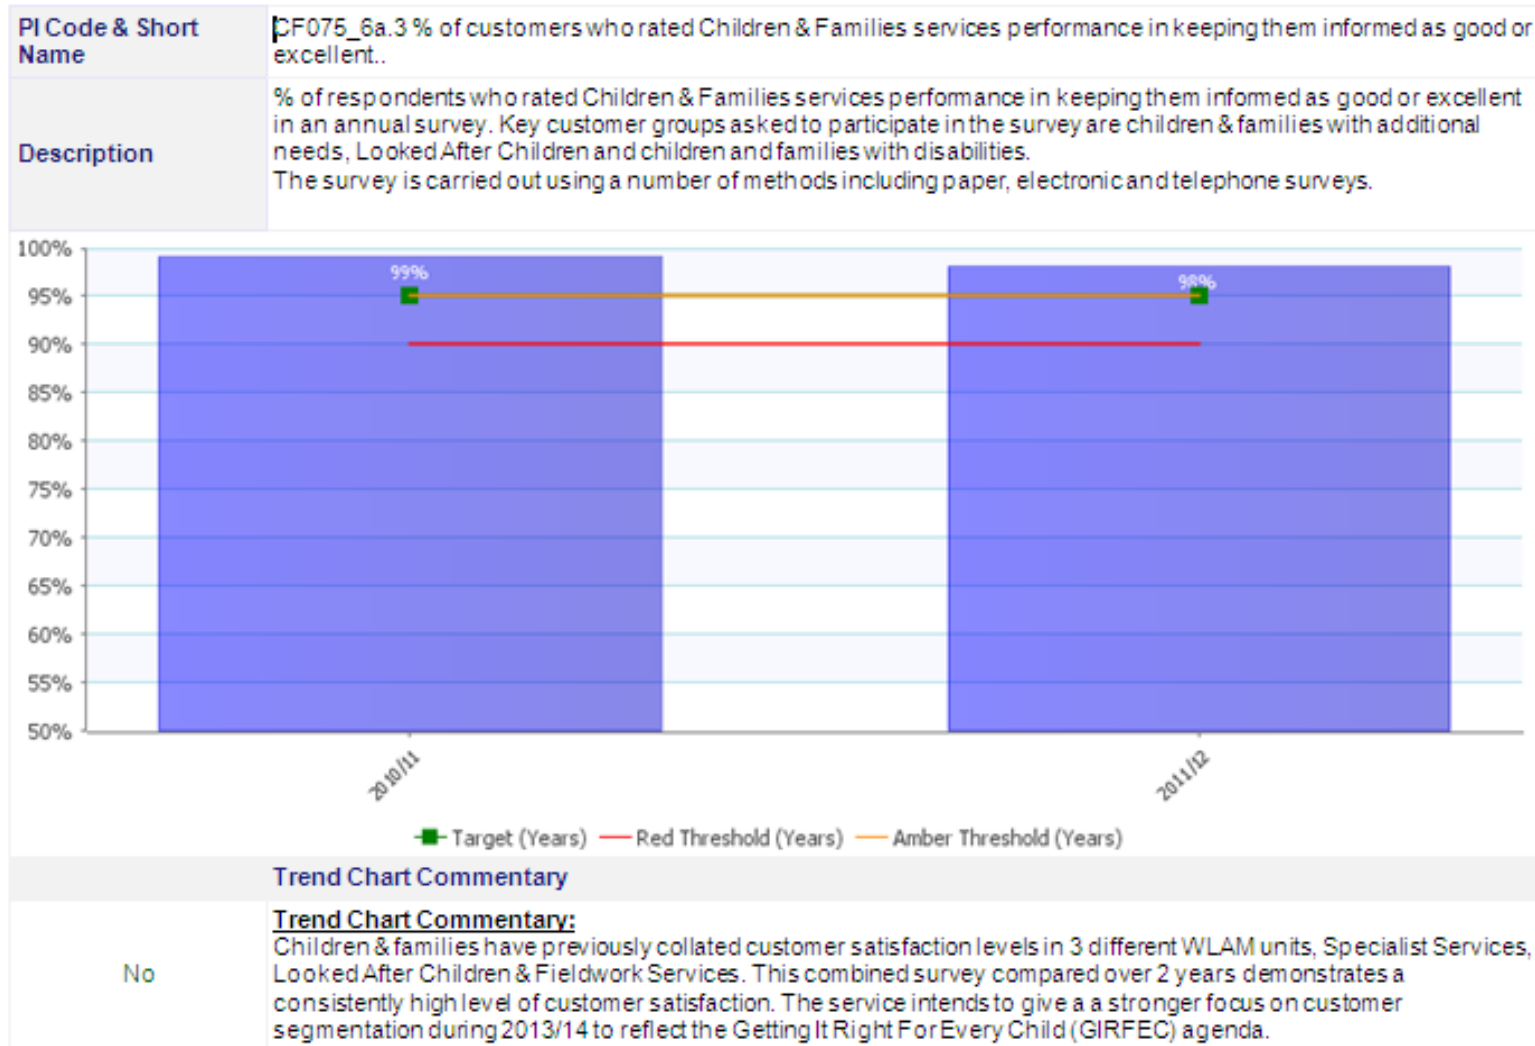 PI Code & Short
Name
CF075_6a.3 % of customers who rated Children & Families services performance in keeping them informed as good or
excellent..
Description
% of respondents who rated Children & Families services performance in keeping them informed as good or excellent
in an annual survey. Key customer groups asked to participate in the survey are children & families with additional
needs, Looked After Children and children and families with disabilities.
The survey is carried out using a number of methods including paper, electronic and telephone surveys.
100%
95%
90%
85%
80%
75%
70%
65%
60%
55%
50%
99%
98%
2010/11
2011/12
Target (Years) Red Threshold (Years) Amber Threshold (Years)
Trend Chart Commentary
No
Trend Chart Commentary:
Children & families have previously collated customer satisfaction levels in 3 different WLAM units, Specialist Services,
Looked After Children & Fieldwork Services. This combined survey compared over 2 years demonstrates a
consistently high level of customer satisfaction. The service intends to give a a stronger focus on customer
segmentation during 2013/14 to reflect the Getting It Right For Every Child (GIRFEC) agenda.